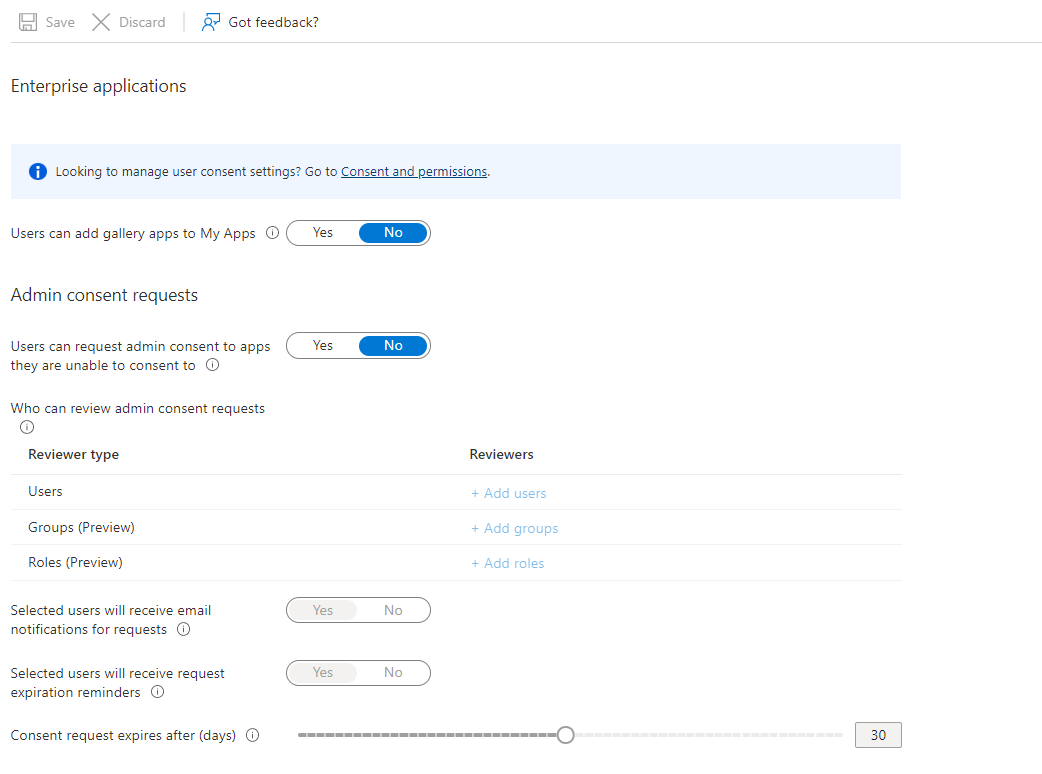 Save Discard Got feedback?
Enterprise applications
Looking to manage user consent settings? Go to Consent and permissions.
Users can add gallery apps to My Apps Yes No
Admin consent requests
Users can request admin consent to apps Yes No
they are unable to consent to
Who can review admin consent requests
Reviewer type Reviewers
Users + Add users
Groups (Preview) + Add groups
Roles (Preview) + Add roles
Selected users will receive email Yes No
notifications for requests
Selected users will receive request Yes No
expiration reminders
Consent request expires after (days) 30